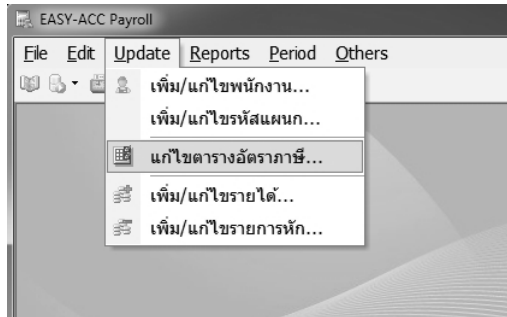 EASY-ACC Payroll
File Edit Update Reports Period Others
เพิ่ม/แก้ไขพนักงาน...
เพิ่ม/แก้ไขรหัสแผนก...
แก้ไขตารางอัตราภาษี...
เพิ่ม/แก้ไขรายได้...
เพิ่ม/แก้ไขรายการหัก...